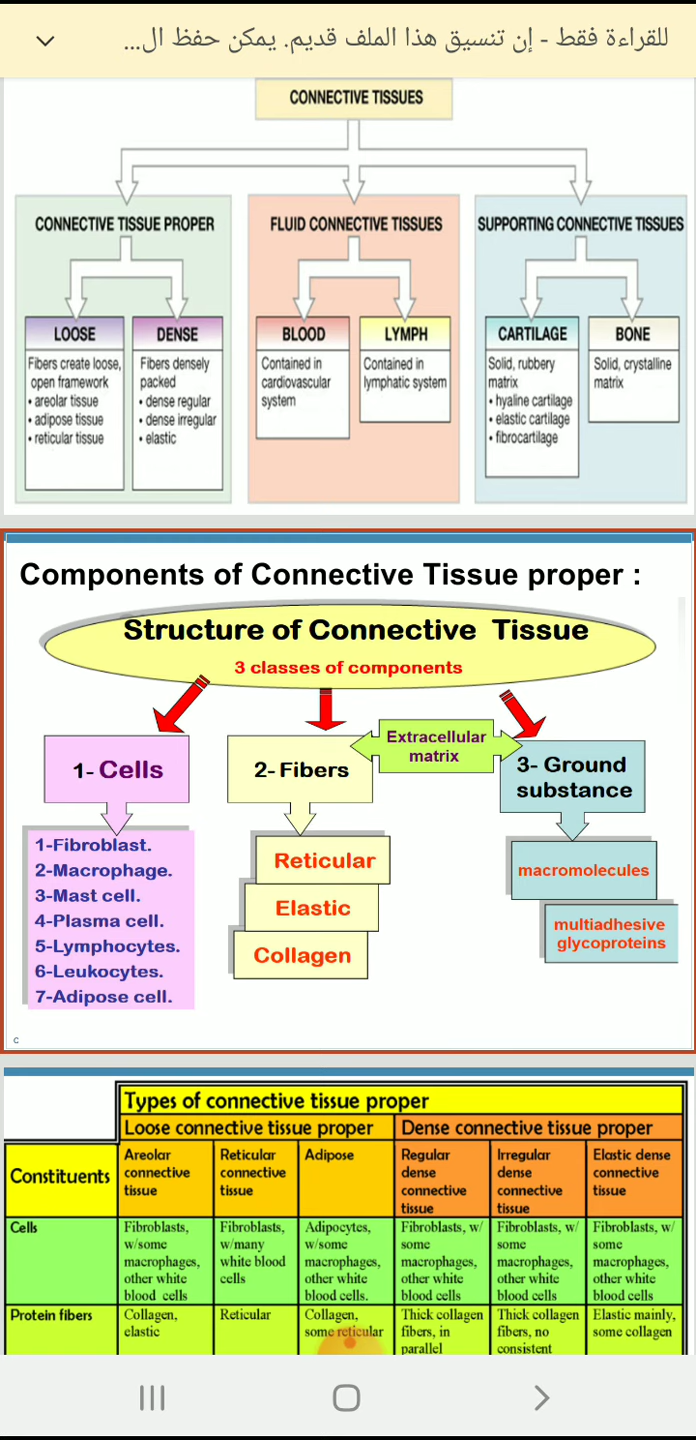 للقراءة فقط - إن تنسيق هذا الملف قديم. يمكن حفظ ال...
CONNECTIVE TISSUES
CONNECTIVE TISSUE PROPER
LOOSE
Fibers create loose,
open framework
• areolar tissue
• adipose tissue
• reticular tissue
DENSE
Fibers densely
packed
• dense regular
• dense irregular
• elastic
FLUID CONNECTIVE TISSUES
BLOOD
Contained in
cardiovascular
system
LYMPH
Contained in
lymphatic system
SUPPORTING CONNECTIVE TISSUES
CARTILAGE
Solid, rubbery
matrix
• hyaline cartilage
• elastic cartilage
• fibrocartilage
BONE
Solid, crystalline
matrix
Components of Connective Tissue proper :
Structure of Connective Tissue
3 classes of components
1- Cells
1-Fibroblast.
2-Macrophage.
3-Mast cell.
4-Plasma cell.
5-Lymphocytes.
6-Leukocytes.
7-Adipose cell.
2- Fibers
Reticular
Elastic
Collagen
Extracellular
matrix
3- Ground
substance
macromolecules
multiadhesive
glycoproteins
c
Types of connective tissue proper
Loose connective tissue proper
Dense connective tissue proper
Constituents
Areolar
connective
tissue
Reticular
connective
tissue
Adipose
Regular
dense
connective
tissue
Irregular
dense
connective
tissue
Elastic dense
connective
tissue
Cells
Fibroblasts,
w/some
macrophages,
other white
blood cells
Fibroblasts,
w/many
white blood
cells
Adipocytes,
w/some
macrophages,
other white
blood cells.
Fibroblasts, w/
some
macrophages,
other white
blood cells
Fibroblasts, w/
some
macrophages,
other white
blood cells
Fibroblasts, w/
some
macrophages,
other white
blood cells
Protein fibers
Collagen,
elastic
Reticular
Collagen,
some reticular
Thick collagen
fibers, in
parallel
Thick collagen
fibers, no
consistent
Elastic mainly,
some collagen